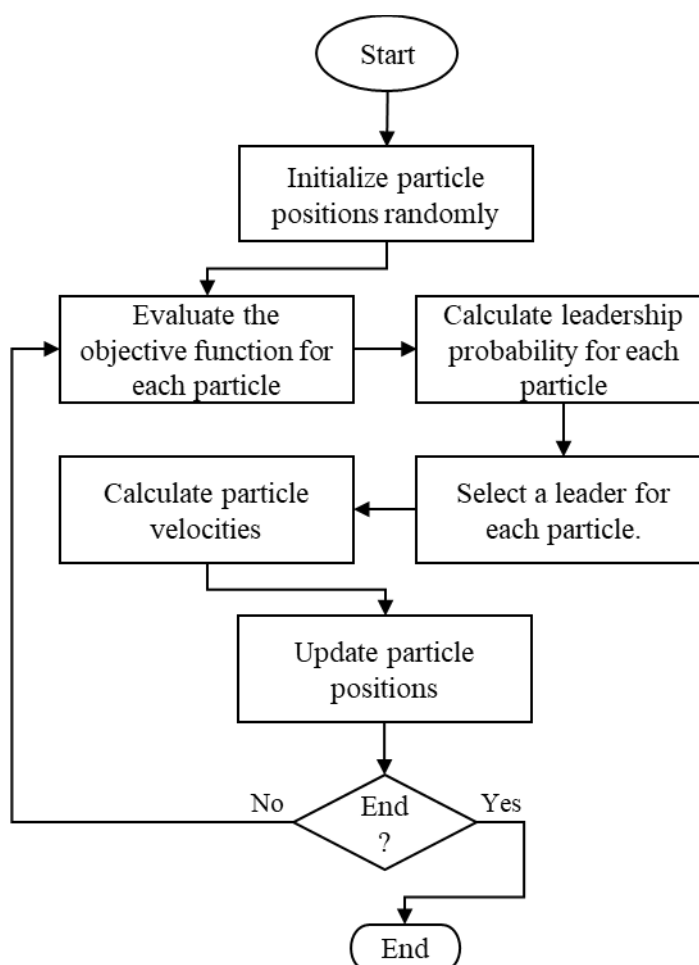 Start
Initialize particle
positions randomly
Evaluate the
objective function for
each particle
Calculate leadership
probability for each
particle
Select a leader for
each particle.
Calculate particle
velocities
Update particle
positions
No
End
?
Yes
End